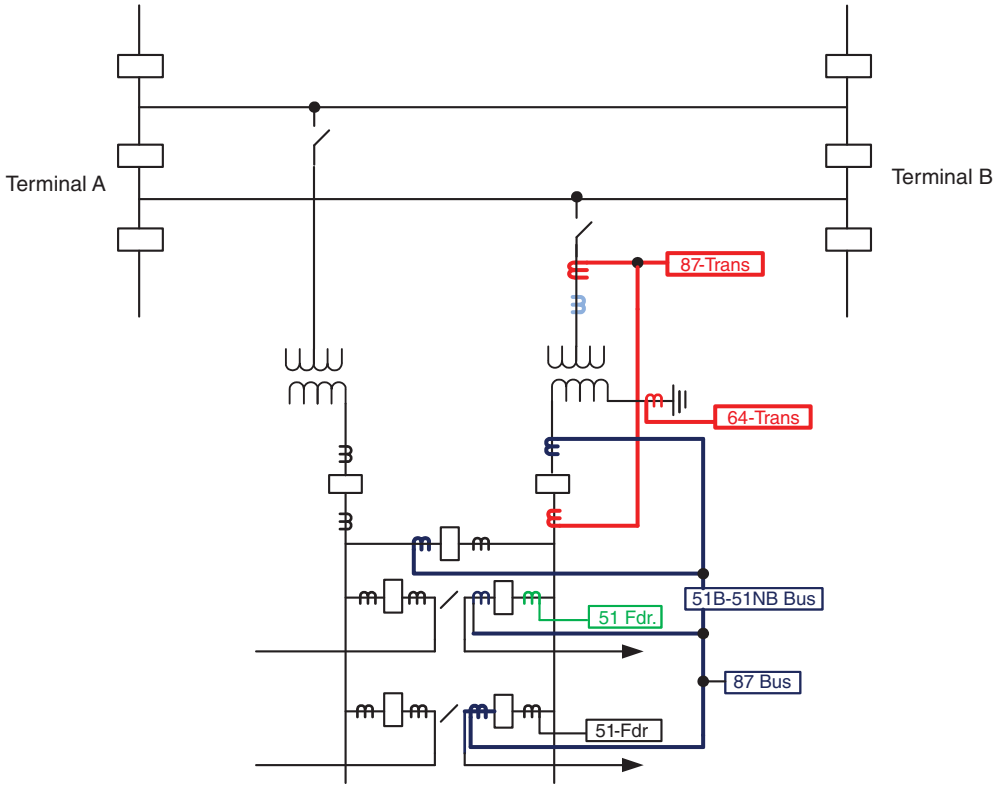 Terminal A
Terminal B
87-Trans
64-Trans
51B-51NB Bus
51 Fdr.
87 Bus
51-Fdr